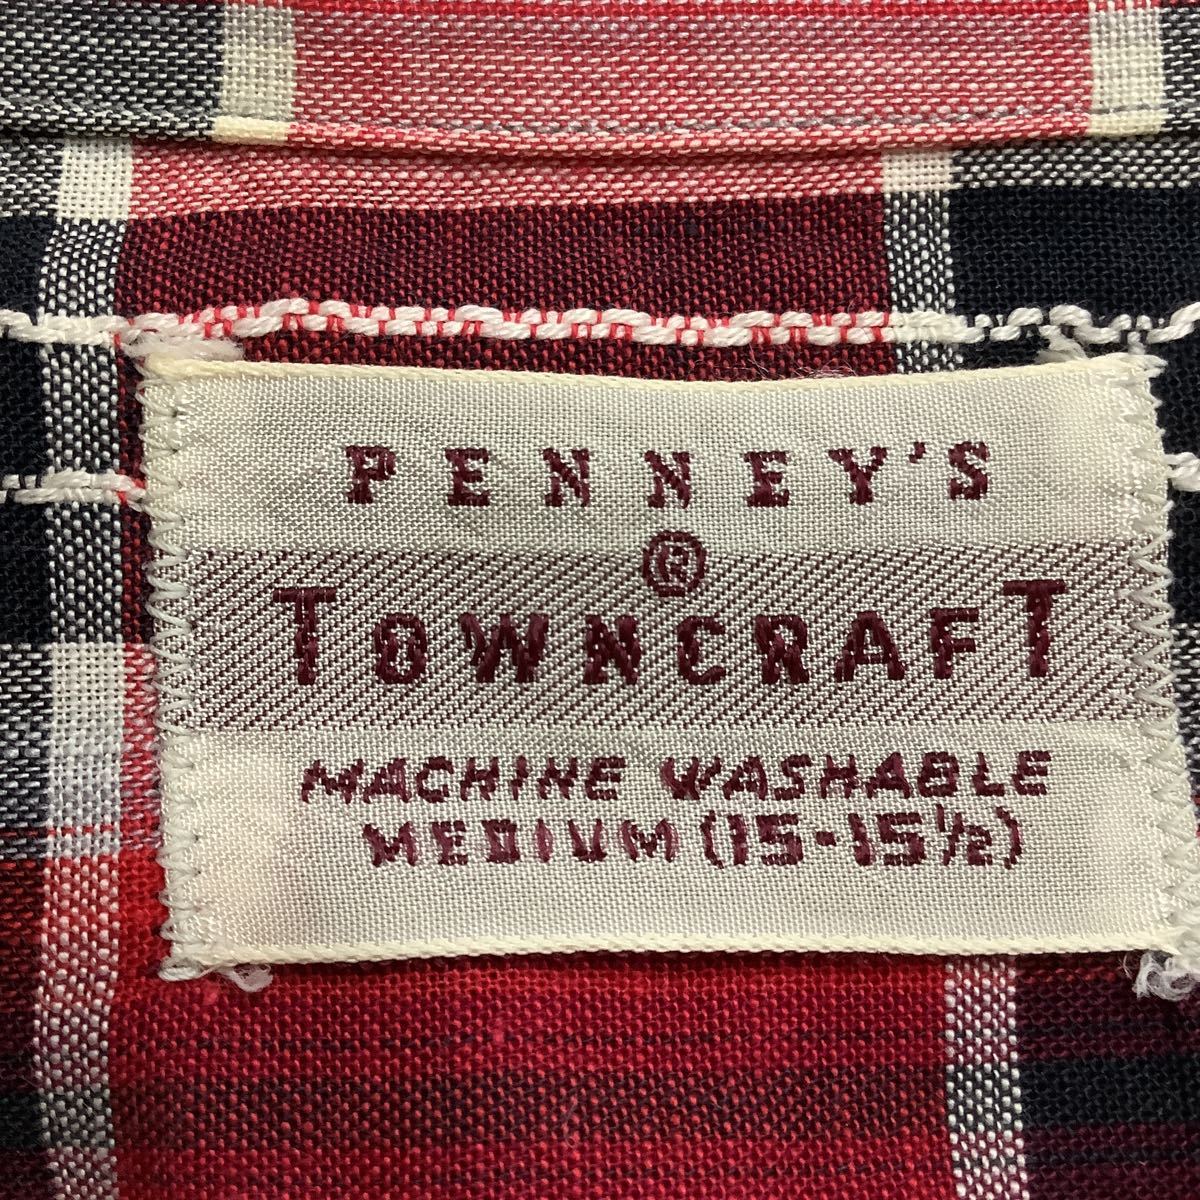 PENNEY'S
®
TOWNCRAFT
MACHINE WASHABLE
MEDIUM (15-15½)